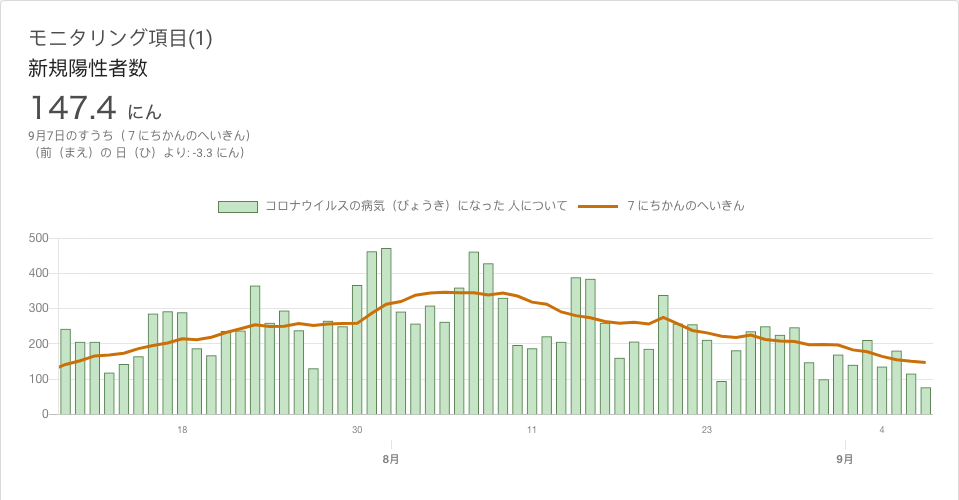 モニタリング項目(1)
新規陽性者数
147.4 にん
9月7日のすうち（７にちかんのへいきん）
（前（まえ）の 日（ひ）より: -3.3 にん）
コロナウイルスの病気（びょうき）になった 人について
７にちかんのへいきん
500
400
300
200
100
0
18
30
11
23
4
8月
9月